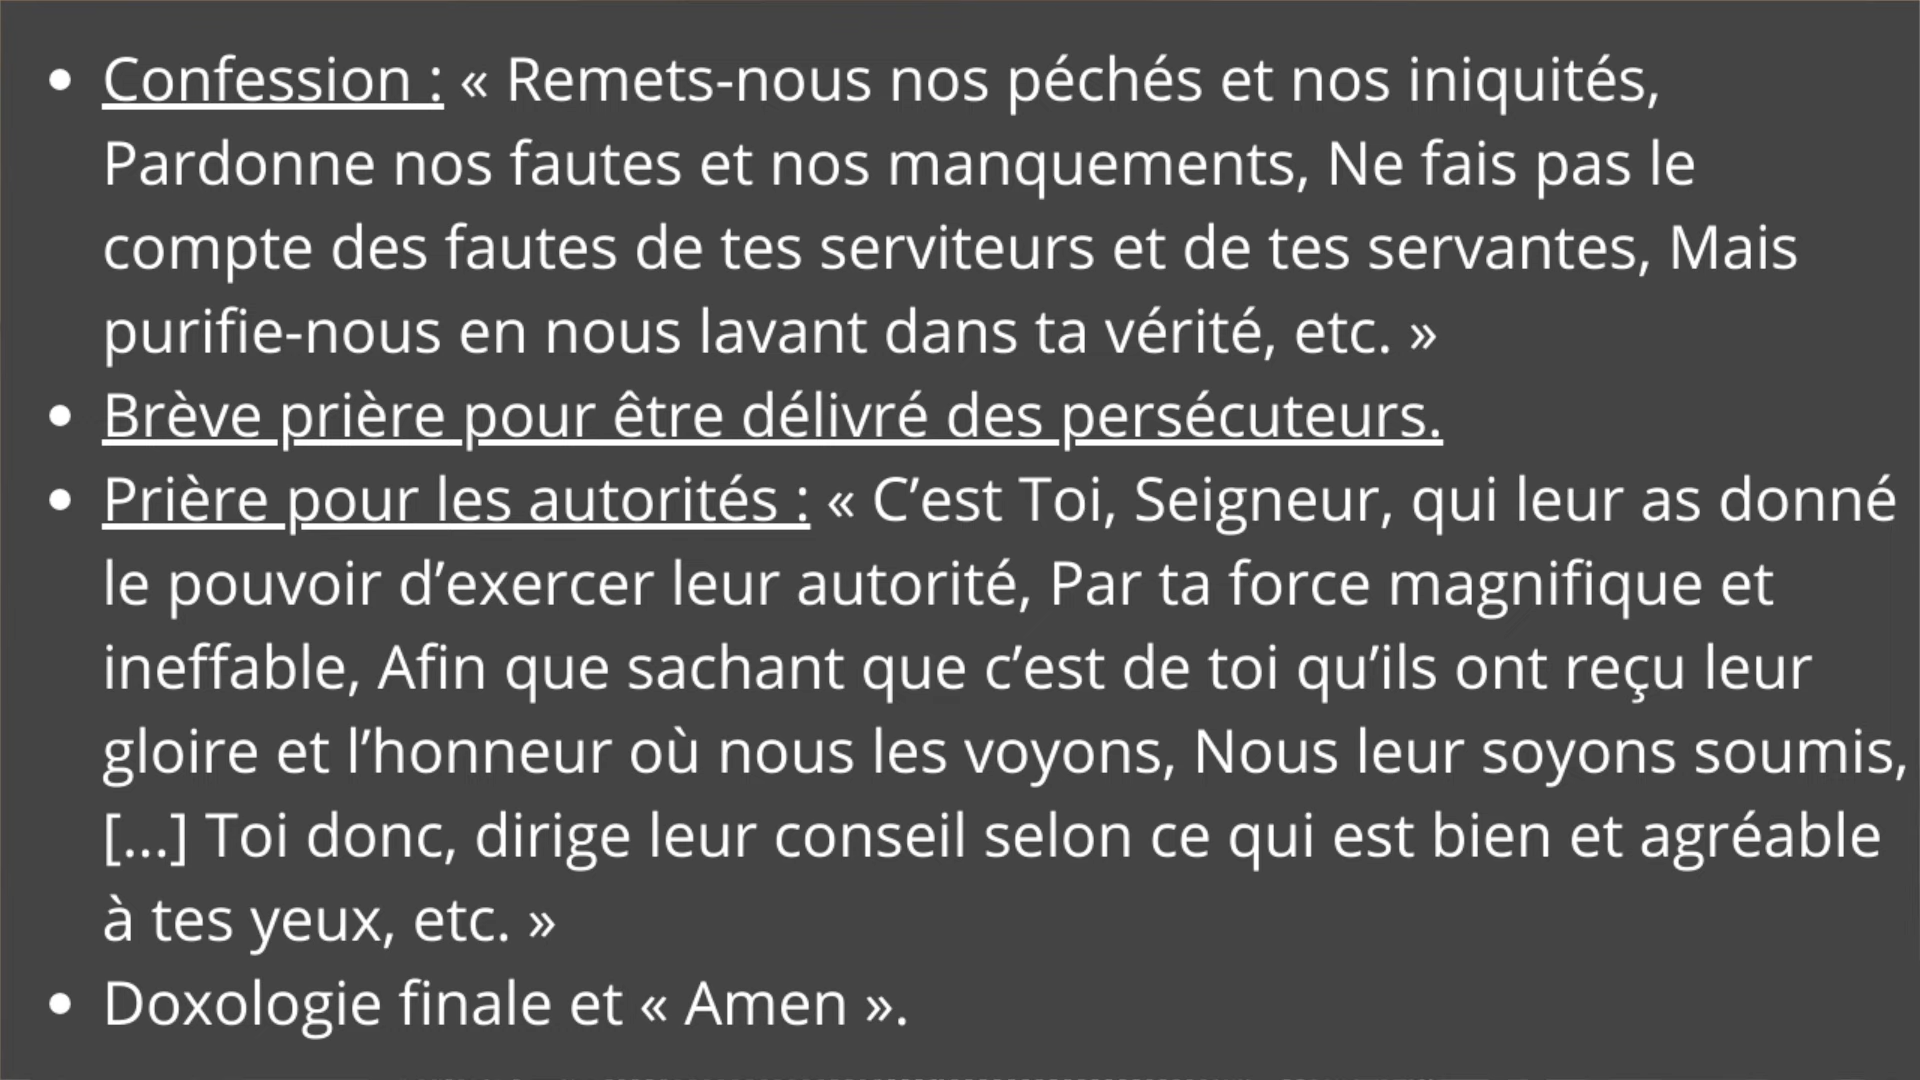 • Confession : « Remets-nous nos péchés et nos iniquités,
Pardonne nos fautes et nos manquements, Ne fais pas le
compte des fautes de tes serviteurs et de tes servantes, Mais
purifie-nous en nous lavant dans ta vérité, etc. »
• Brève prière pour être délivré des persécuteurs.
• Prière pour les autorités : « C’est Toi, Seigneur, qui leur as donné
le pouvoir d’exercer leur autorité, Par ta force magnifique et
ineffable, Afin que sachant que c’est de toi qu’ils ont reçu leur
gloire et l’honneur où nous les voyons, Nous leur soyons soumis,
[...] Toi donc, dirige leur conseil selon ce qui est bien et agréable
à tes yeux, etc. »
• Doxologie finale et « Amen ».